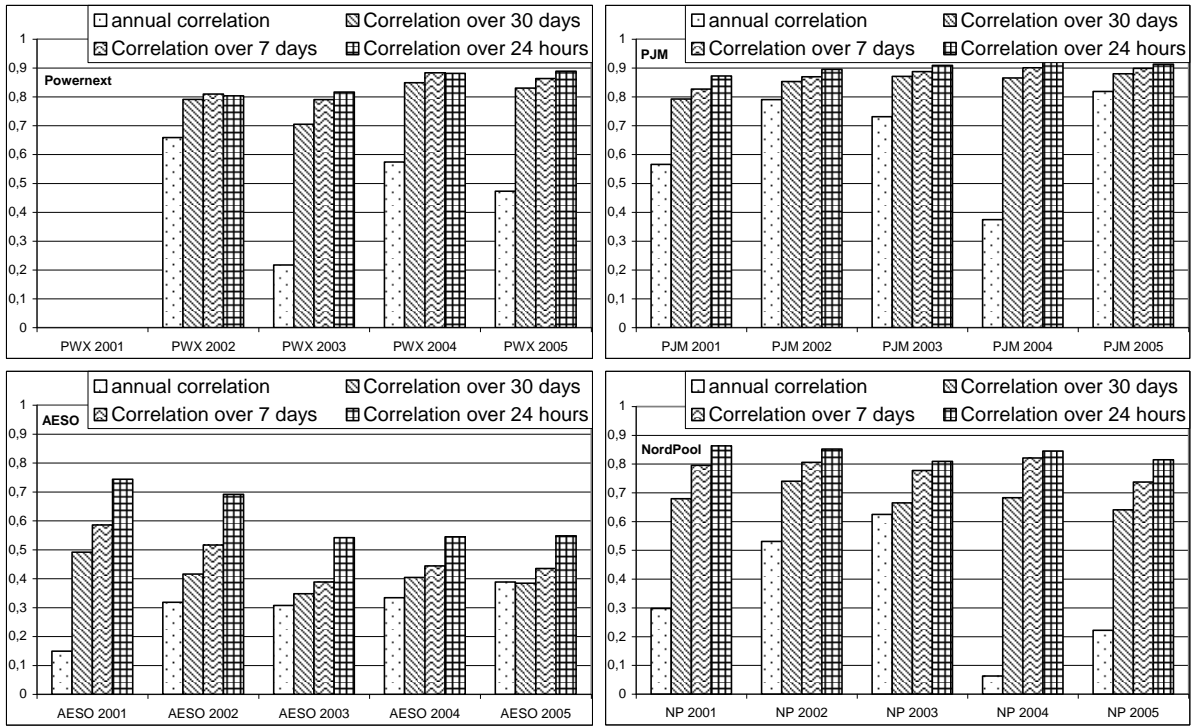 annual correlation Correlation over 30 days
Correlation over 7 days Correlation over 24 hours
Powernext
1
0,9
0,8
0,7
0,6
0,5
0,4
0,3
0,2
0,1
0
PWX 2001 PWX 2002 PWX 2003 PWX 2004 PWX 2005
annual correlation Correlation over 30 days
Correlation over 7 days Correlation over 24 hours
PJM
1
0,9
0,8
0,7
0,6
0,5
0,4
0,3
0,2
0,1
0
PJM 2001 PJM 2002 PJM 2003 PJM 2004 PJM 2005
annual correlation Correlation over 30 days
Correlation over 7 days Correlation over 24 hours
AESO
1
0,9
0,8
0,7
0,6
0,5
0,4
0,3
0,2
0,1
0
AESO 2001 AESO 2002 AESO 2003 AESO 2004 AESO 2005
annual correlation Correlation over 30 days
Correlation over 7 days Correlation over 24 hours
NordPool
1
0,9
0,8
0,7
0,6
0,5
0,4
0,3
0,2
0,1
0
NP 2001 NP 2002 NP 2003 NP 2004 NP 2005